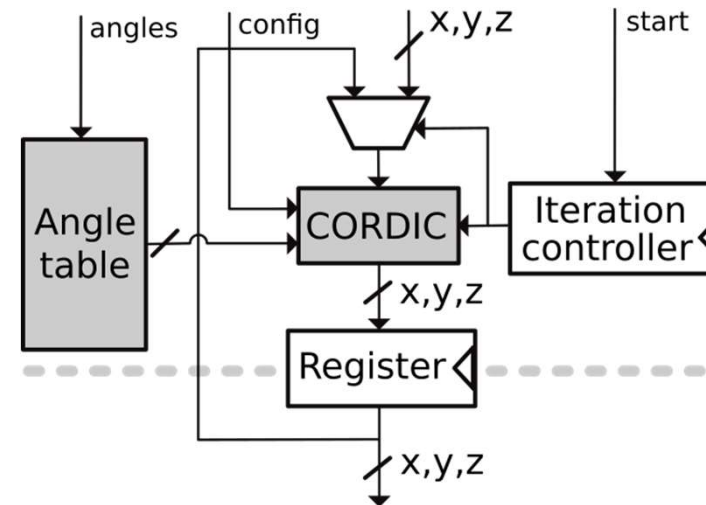 angles
config
x,y,z
start
Angle
table
CORDIC
Iteration
controller
x,y,z
Register
x,y,z